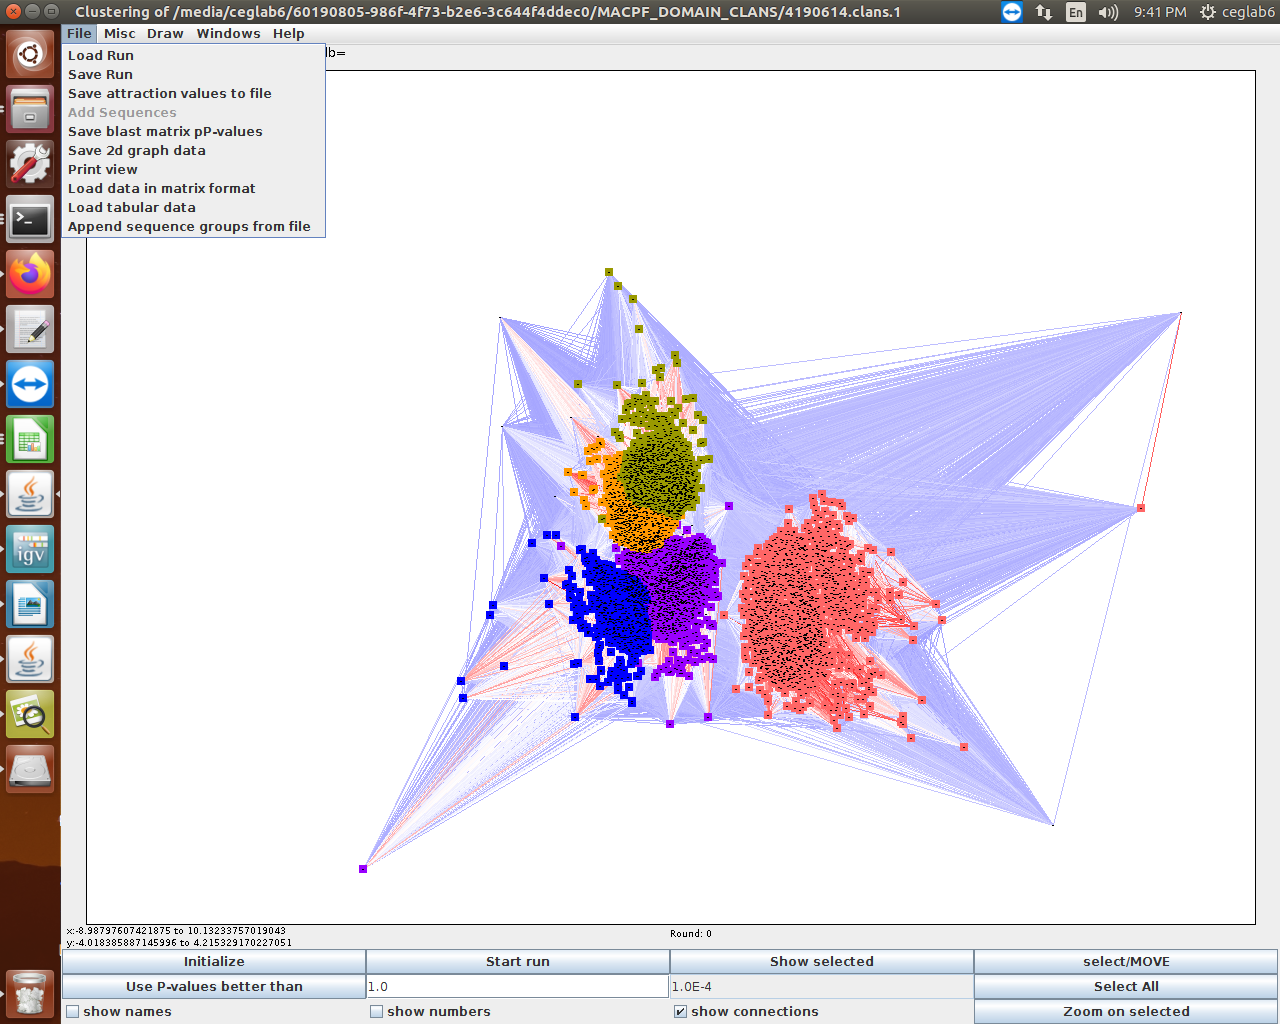 Clustering of /media/ceglab6/60190805-986f-4f73-b2e6-3c644f4ddec0/MACPF_DOMAIN_CLANS/4190614.clans.1
En
9:41 PM
ceglab6
File Misc Draw Windows Help
lb=
Load Run
Save Run
Save attraction values to file
Add Sequences
Save blast matrix pP-values
Save 2d graph data
Print view
Load data in matrix format
Load tabular data
Append sequence groups from file
igv
x:-8.98797607421875 to 10.13233757019043
y:-4.018385887145996 to 4.215329170227051
Round: 0
Initialize Start run Show selected select/MOVE
Use P-values better than 1.0 1.0E-4 Select All
show names show numbers show connections Zoom on selected